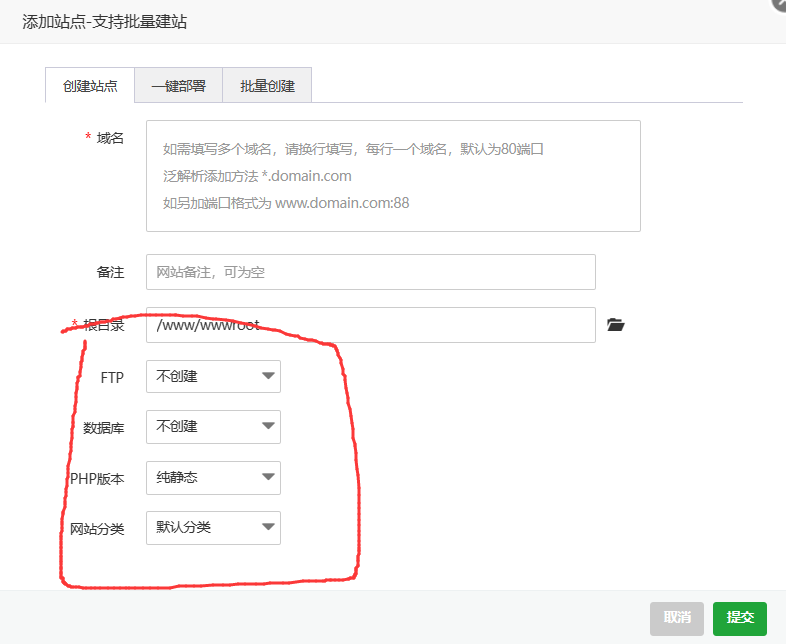 添加站点-支持批量建站
创建站点 一键部署 批量创建
* 域名
如需填写多个域名，请换行填写，每行一个域名，默认为80端口
泛解析添加方法 *.domain.com
如另加端口格式为 www.domain.com:88
备注 网站备注，可为空
* 根目录 /www/wwwroot
FTP 不创建
数据库 不创建
PHP版本 纯静态
网站分类 默认分类
取消 提交